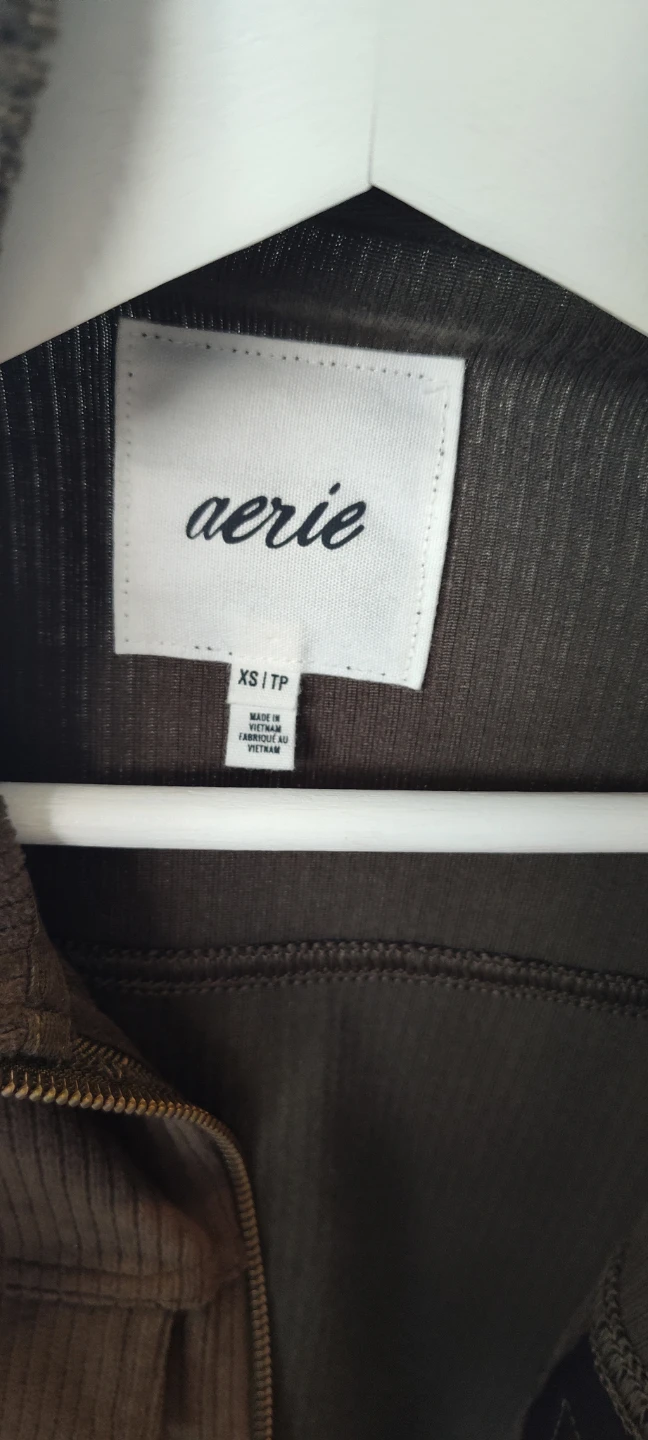 aerie
XS | TP
MADE IN
VIETNAM
FABRIQUÉ AU
VIETNAM